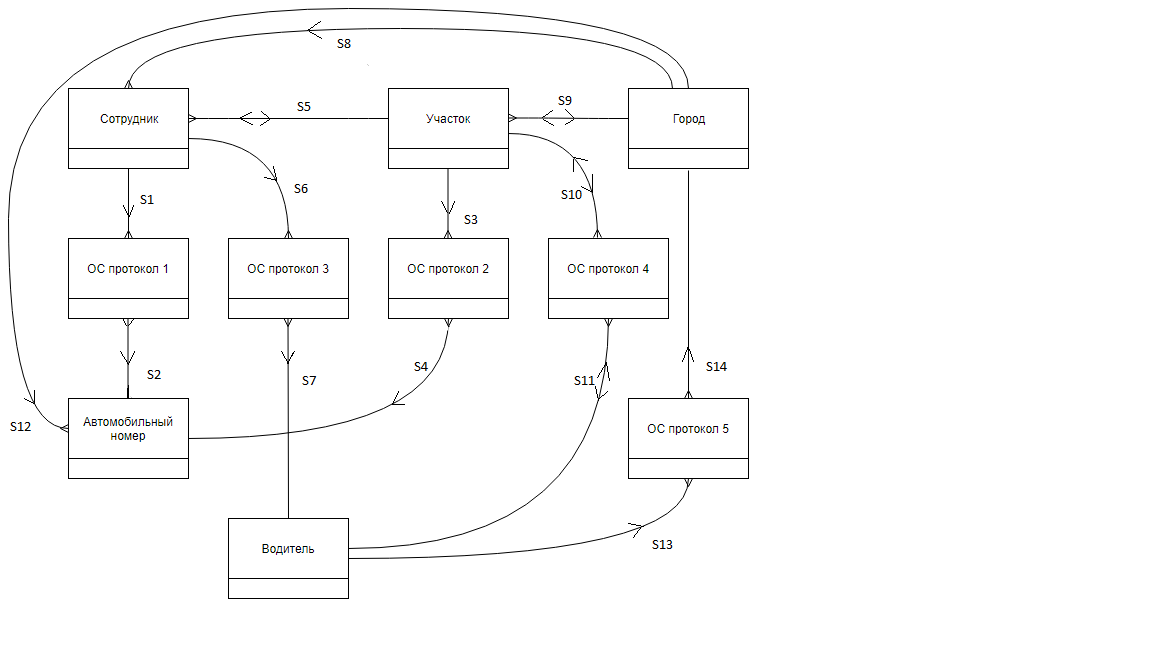 S8
S5
S9
Сотрудник
Участок
Город
S1
S6
S3
S10
ОС протокол 1
ОС протокол 3
ОС протокол 2
ОС протокол 4
S2
S7
S4
S11
S14
S12
Автомобильный
номер
ОС протокол 5
Водитель
S13